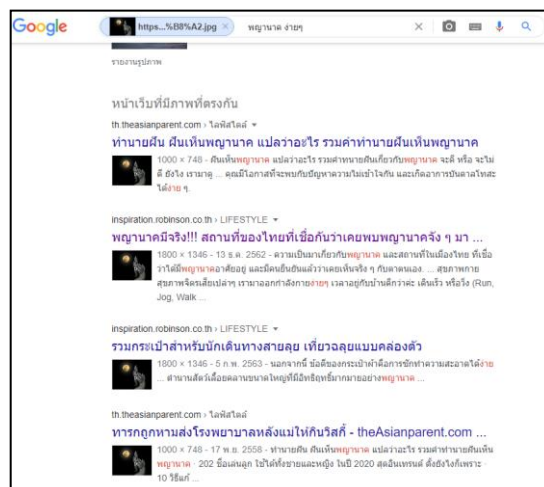 Google
https...%B8%A2.jpg × พญานาค ง่ายๆ
รายงานรูปภาพ
หน้าเว็บที่มีภาพที่ตรงกัน
th.theasianparent.com › ไลฟ์สไตล์
ทำนายฝัน ฝันเห็นพญานาค แปลว่าอะไร รวมคำทำนายฝันเห็นพญานาค
1000 × 748 - ฝันเห็นพญานาค แปลว่าอะไร รวมคำทำนายฝันเกี่ยวกับพญานาค จะดี หรือ จะไม่
ดี ยังไง เรามาดู ... คุณมีโอกาสที่จะพบกับปัญหาความไม่เข้าใจกัน และเกิดอาการบันดาลโทสะ
ได้ง่าย ๆ
inspiration.robinson.co.th › LIFESTYLE
พญานาคมีจริง!!! สถานที่ของไทยที่เชื่อกันว่าเคยพบพญานาคจัง ๆ มา ...
1800 × 1346 - 13 ธ.ค. 2562 - ความเป็นมาเกี่ยวกับพญานาค และสถานที่ในเมืองไทย ที่เชื่อ
ว่าได้มีพญานาคอาศัยอยู่ และมีคนยืนยันแล้วว่าเคยเห็นจริง ๆ กับตาตนเอง. ... สุขภาพกาย
สุขภาพจิตรเสียเปล่าๆ เรามาออกกำลังกายง่ายๆ เวลาอยู่กับบ้านดีกว่าค่ะ เดินเร็ว หรือวิ่ง (Run,
Jog, Walk ...
inspiration.robinson.co.th › LIFESTYLE
รวมกระเป๋าสำหรับนักเดินทางสายลุย เที่ยวฉลุยแบบคล่องตัว
1800 × 1346 - 5 ก.พ. 2563 - นอกจากนี้ ข้อดีของกระเป๋าผ้าคือการซักทำความสะอาดได้ง่าย
... ตำนานสัตว์เลื้อยคลานขนาดใหญ่ที่มีอิทธิฤทธิ์มากมายอย่างพญานาค ...
th.theasianparent.com › ไลฟ์สไตล์
ทารกถูกหามส่งโรงพยาบาลหลังแม่ให้กินวิสกี้ - theAsianparent.com ...
1000 × 748 - 17 พ.ย. 2558 - ทำนายฝัน ฝันเห็นพญานาค แปลว่าอะไร รวมคำทำนายฝันเห็น
พญานาค · 202 ชื่อเล่นลูก ใช้ได้ทั้งชายและหญิง ในปี 2020 สุดอินเทรนด์ ตั้งยังไงก็เพราะ ·
10 วิธีแก้ ...